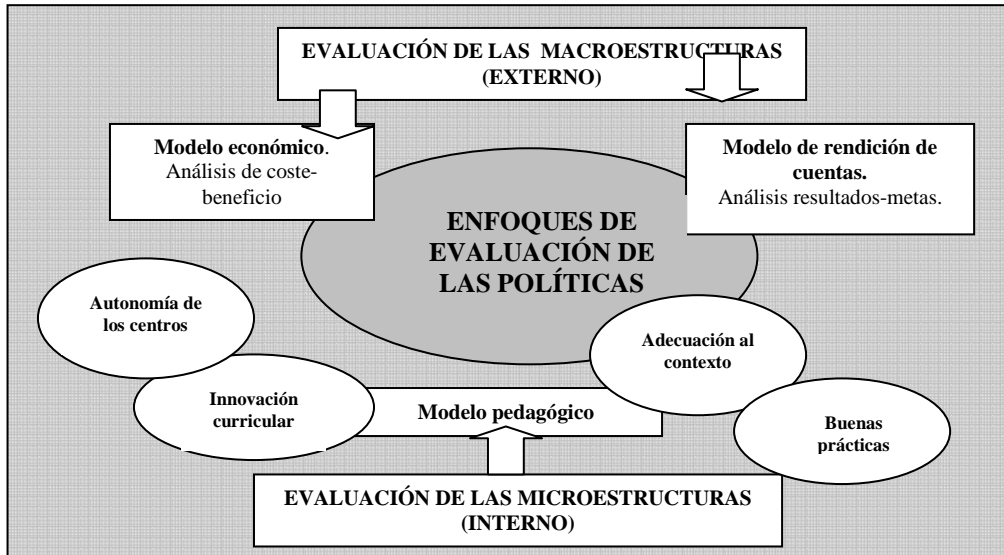 EVALUACIÓN DE LAS MACROESTRUCTURAS
(EXTERNO)
Modelo económico.
Análisis de coste-
beneficio
Modelo de rendición de
cuentas.
Análisis resultados-metas.
ENFOQUES DE
EVALUACIÓN DE
LAS POLÍTICAS
Autonomía de
los centros
Adecuación al
contexto
Innovación
curricular
Modelo pedagógico
Buenas
prácticas
EVALUACIÓN DE LAS MICROESTRUCTURAS
(INTERNO)